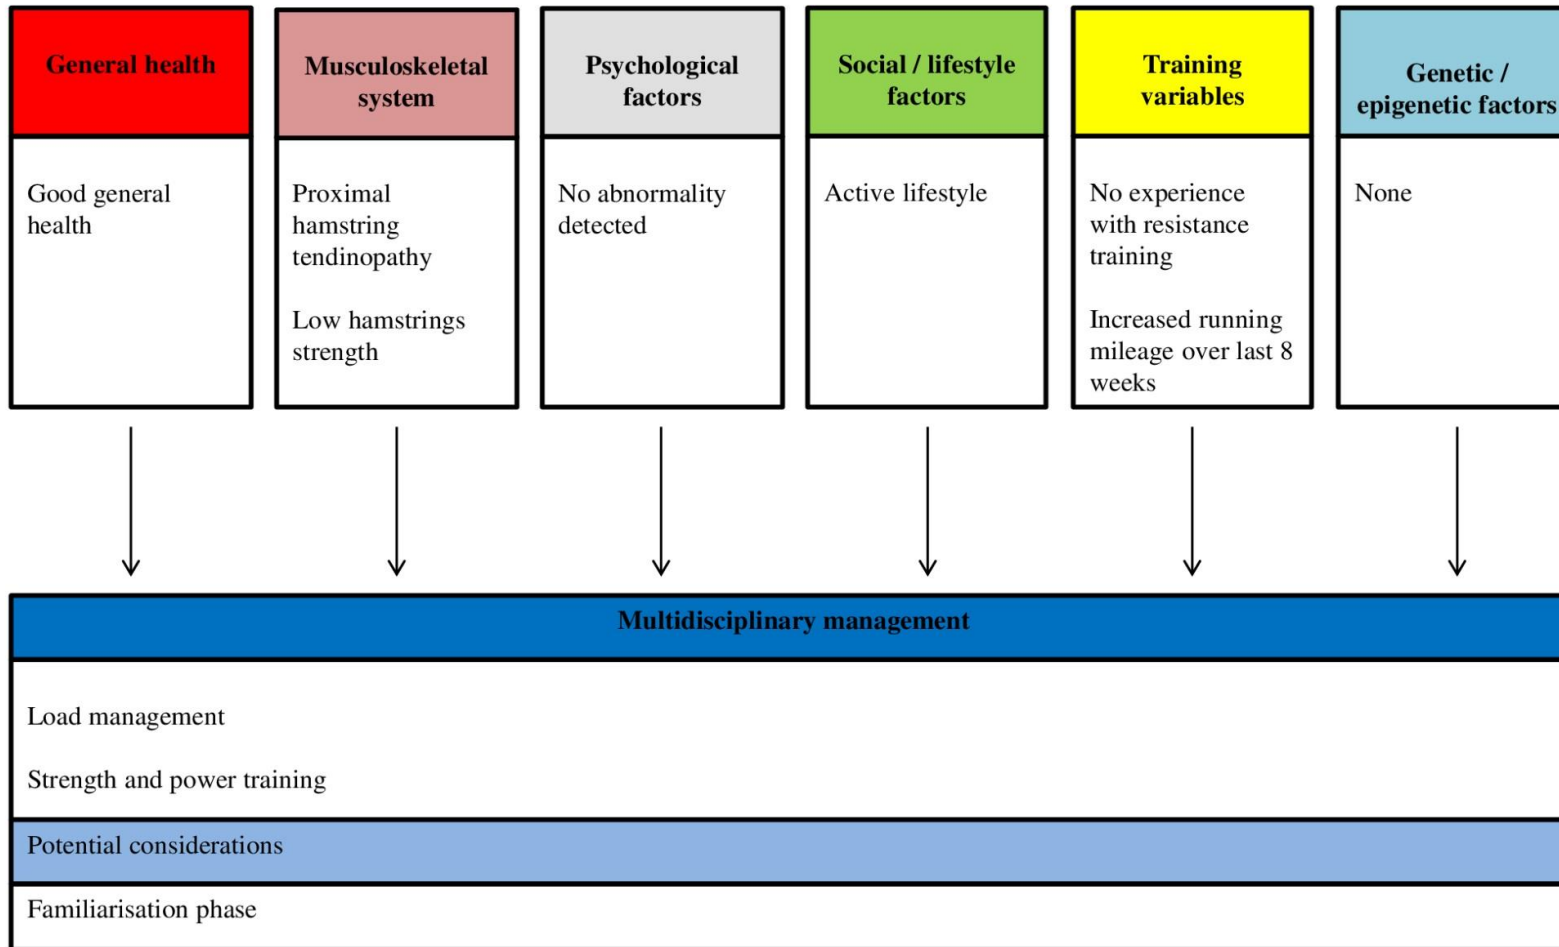 General health
Musculoskeletal
system
Psychological
factors
Social / lifestyle
factors
Training
variables
Genetic /
epigenetic factors
Good general
health
Proximal
hamstring
tendinopathy
Low hamstrings
strength
No abnormality
detected
Active lifestyle
No experience
with resistance
training
Increased running
mileage over last 8
weeks
None
Multidisciplinary management
Load management
Strength and power training
Potential considerations
Familiarisation phase